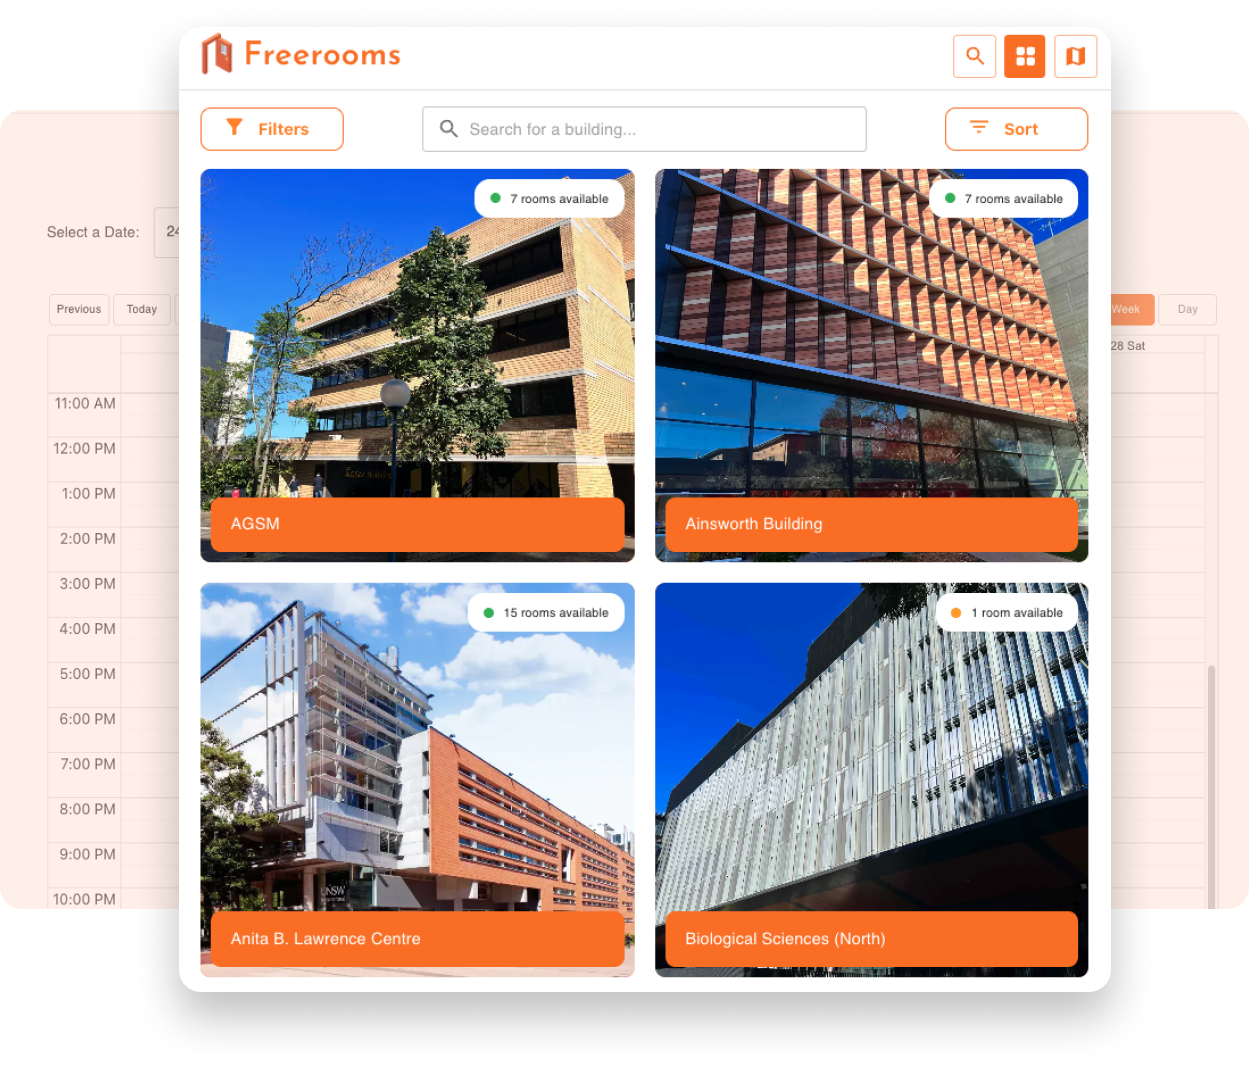 Freerooms
Filters
Search for a building...
Sort
Select a Date:
24
Previous
Today
Week
Day
28 Sat
11:00 AM
12:00 PM
1:00 PM
2:00 PM
3:00 PM
4:00 PM
5:00 PM
6:00 PM
7:00 PM
8:00 PM
9:00 PM
10:00 PM
7 rooms available
AGSM Building
AGSM
7 rooms available
Ainsworth Building
15 rooms available
UNSW
Anita B. Lawrence Centre
1 room available
Biological Sciences (North)